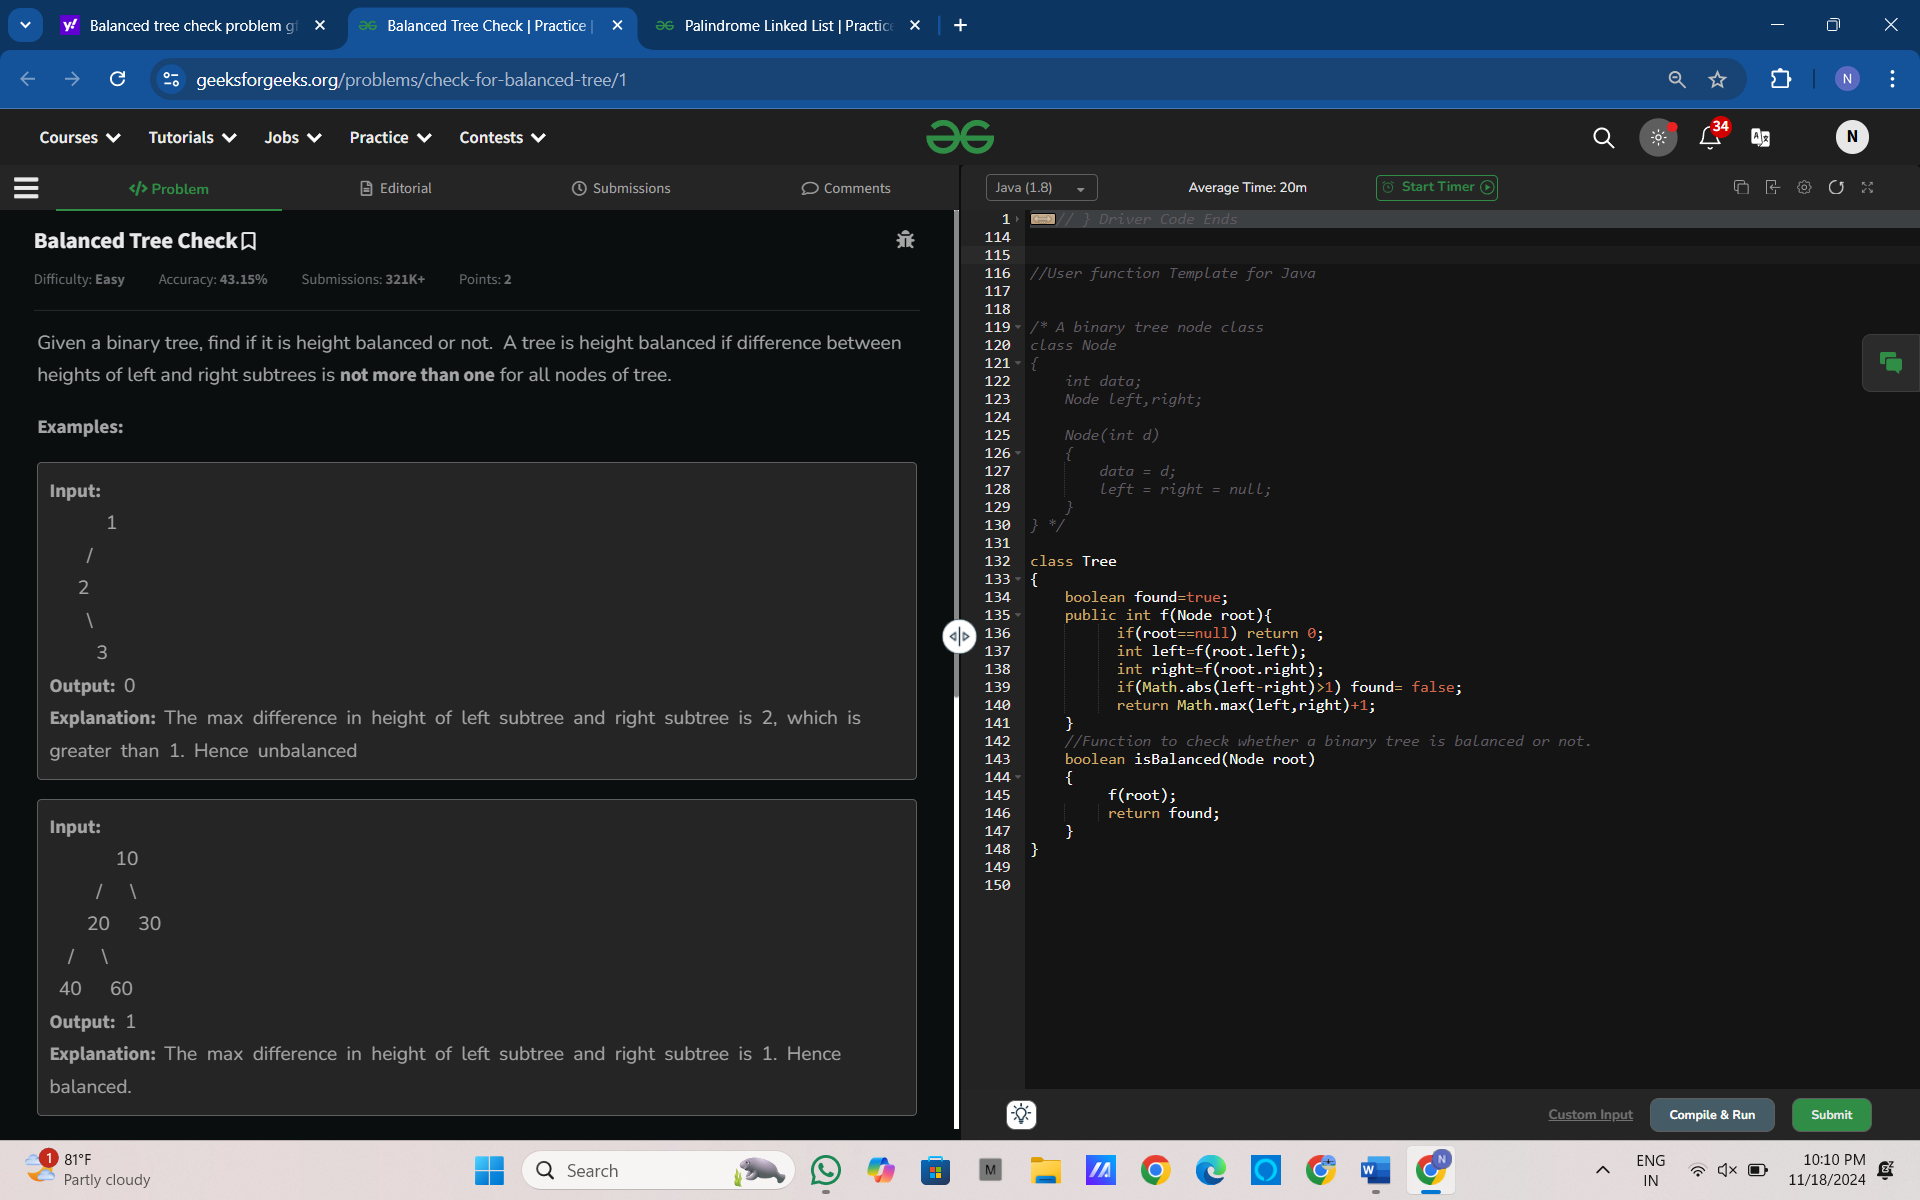 Balanced tree check problem gf
Balanced Tree Check | Practice |
Palindrome Linked List | Practice
geeksforgeeks.org/problems/check-for-balanced-tree/1
N
Courses
Tutorials
Jobs
Practice
Contests
34
N
Problem
Editorial
Submissions
Comments
Java (1.8)
Average Time: 20m
Start Timer
Balanced Tree Check
Difficulty: Easy
Accuracy: 43.15%
Submissions: 321K+
Points: 2
Given a binary tree, find if it is height balanced or not. A tree is height balanced if difference between
heights of left and right subtrees is not more than one for all nodes of tree.
Examples:
Input:
1
/
2
\
3
Output: 0
Explanation: The max difference in height of left subtree and right subtree is 2, which is
greater than 1. Hence unbalanced
Input:
10
/ \
20 30
/ \
40 60
Output: 1
Explanation: The max difference in height of left subtree and right subtree is 1. Hence
balanced.
1 // } Driver Code Ends
114
115
116 //User function Template for Java
117
118
119 /* A binary tree node class
120 class Node
121 {
122 int data;
123 Node left,right;
124
125 Node(int d)
126 {
127 data = d;
128 left = right = null;
129 }
130 } */
131
132 class Tree
133 {
134 boolean found=true;
135 public int f(Node root){
136 if(root==null) return 0;
137 int left=f(root.left);
138 int right=f(root.right);
139 if(Math.abs(left-right)>1) found= false;
140 return Math.max(left,right)+1;
141 }
142 //Function to check whether a binary tree is balanced or not.
143 boolean isBalanced(Node root)
144 {
145 f(root);
146 return found;
147 }
148 }
149
150
Custom Input
Compile & Run
Submit
1
81°F
Partly cloudy
Search
M
N
ENG
IN
10:10 PM
11/18/2024